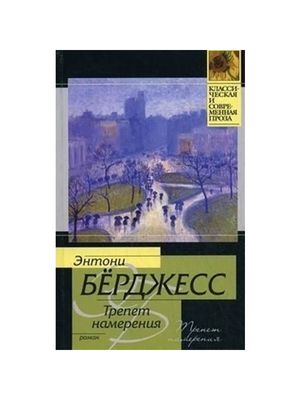 КЛАССИ-
ЧЕСКАЯ И
СОВРЕ-
МЕННАЯ
ПРОЗА
ЭНТОНИ
БЁРДЖЕСС
Трепет
намерения
роман
Трепет
намерения